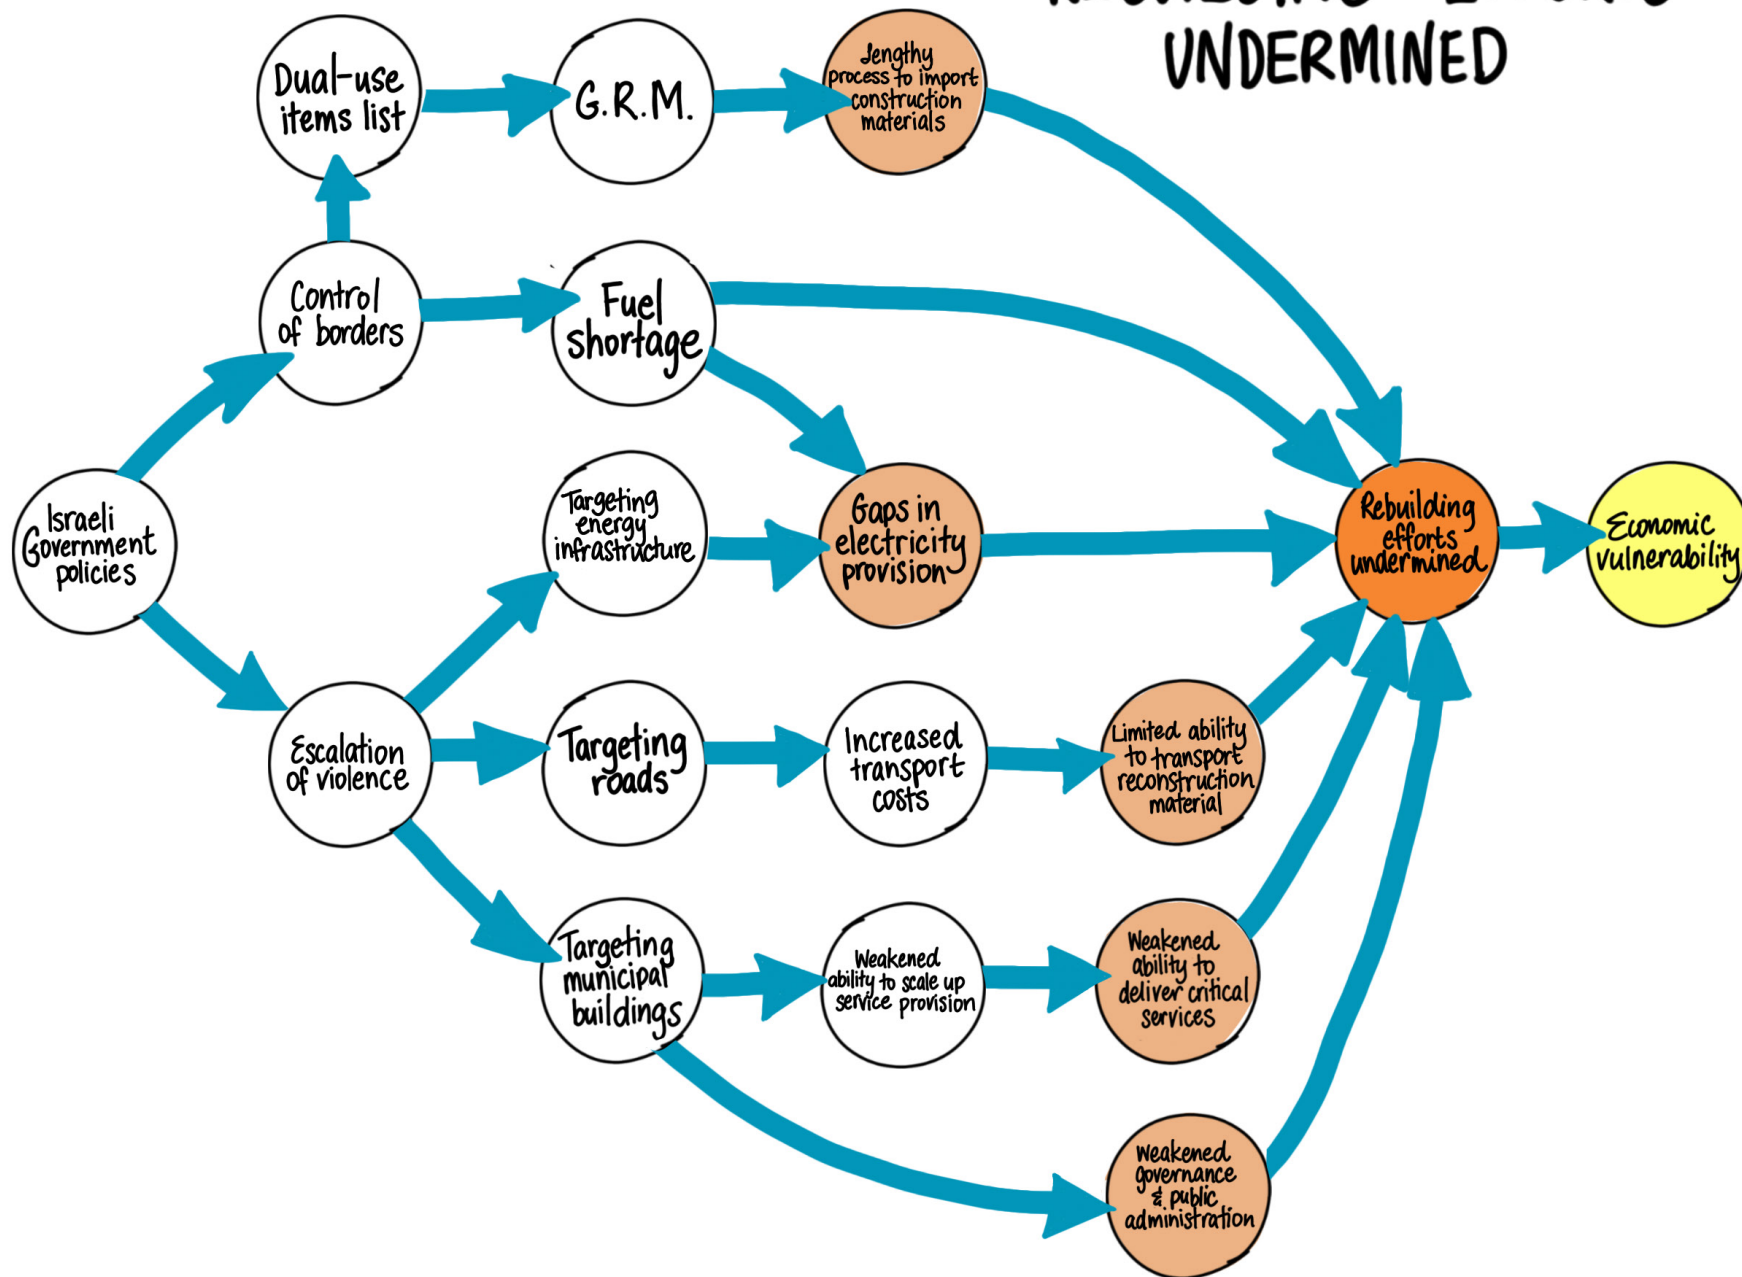 UNDERMINED
Dual-use
items list
G.R.M.
Lengthy
process to import
construction
materials
Control
of borders
Fuel
shortage
Israeli
Government
policies
Targeting
energy
infrastructure
Gaps in
electricity
provision
Rebuilding
efforts
undermined
Economic
vulnerability
Escalation
of violence
Targeting
roads
Increased
transport
costs
Limited ability
to transport
reconstruction
material
Targeting
municipal
buildings
Weakened
ability to scale up
service provision
Weakened
ability to
deliver critical
services
Weakened
governance
& public
administration